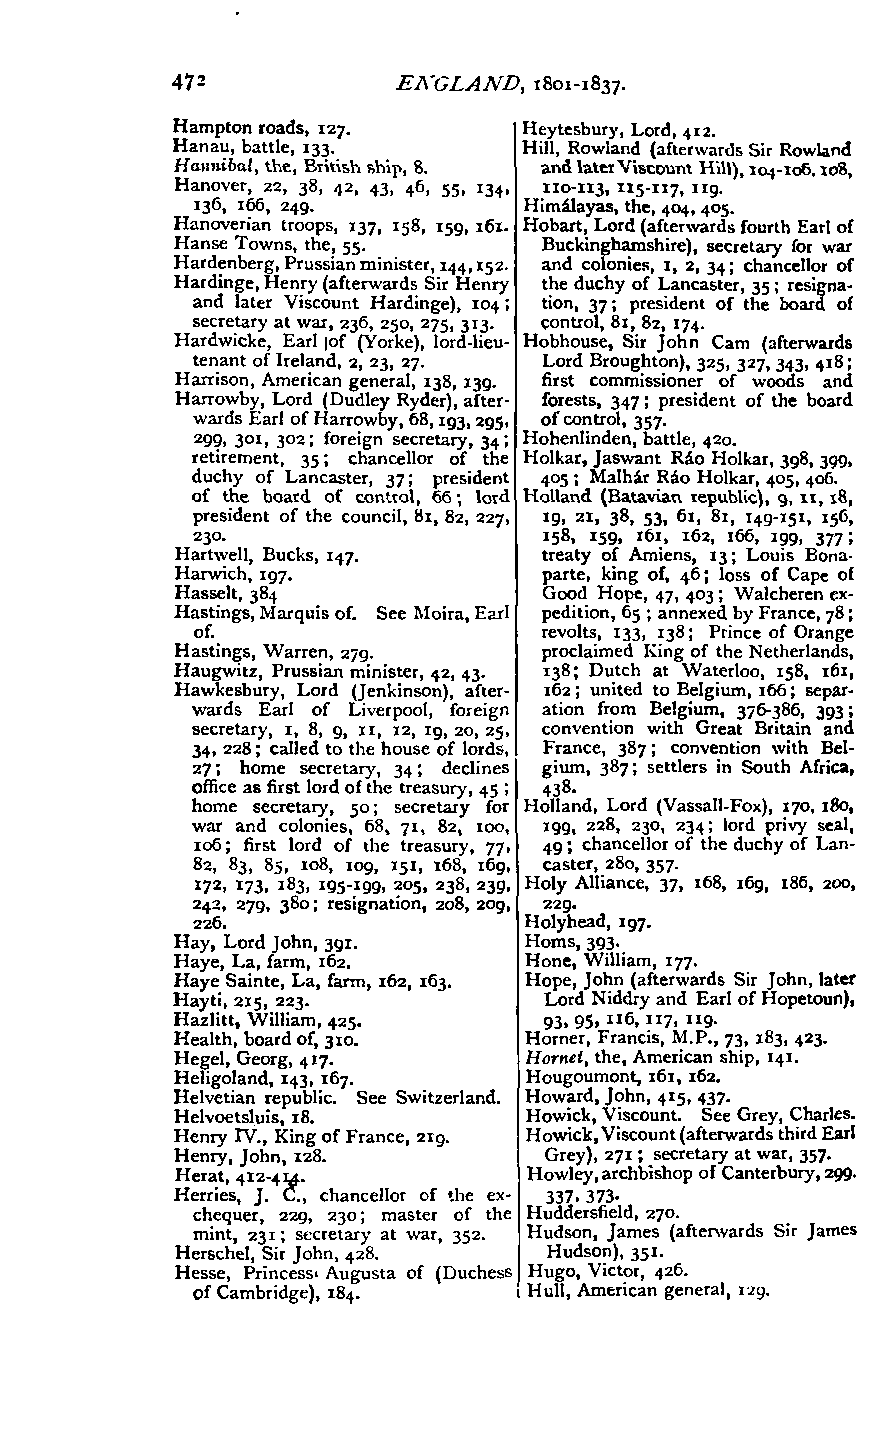 472 ENGLAND, 1801-1837.
Hampton roads, 127.
Hanau, battle, 133.
Hannibal, the, British ship, 8.
Hanover, 22, 38, 42, 43, 46, 55, 134,
136, 166, 249.
Hanoverian troops, 137, 158, 159, 161.
Hanse Towns, the, 55.
Hardenberg, Prussian minister, 144, 152.
Hardinge, Henry (afterwards Sir Henry
and later Viscount Hardinge), 104;
secretary at war, 236, 250, 275, 313.
Hardwicke, Earl of (Yorke), lord-lieu-
tenant of Ireland, 2, 23, 27.
Harrison, American general, 138, 139.
Harrowby, Lord (Dudley Ryder), after-
wards Earl of Harrowby, 68, 193, 295,
299, 301, 302; foreign secretary, 34;
retirement, 35; chancellor of the
duchy of Lancaster, 37; president
of the board of control, 66; lord
president of the council, 81, 82, 227,
230.
Hartwell, Bucks, 147.
Harwich, 197.
Hasselt, 384
Hastings, Marquis of. See Moira, Earl
of.
Hastings, Warren, 279.
Haugwitz, Prussian minister, 42, 43.
Hawkesbury, Lord (Jenkinson), after-
wards Earl of Liverpool, foreign
secretary, 1, 8, 9, 11, 12, 19, 20, 25,
34, 228; called to the house of lords,
27; home secretary, 34; declines
office as first lord of the treasury, 45;
home secretary, 50; secretary for
war and colonies, 68, 71, 82, 100,
106; first lord of the treasury, 77,
82, 83, 85, 108, 109, 151, 168, 169,
172, 173, 183, 195-199, 205, 238, 239,
242, 279, 380; resignation, 208, 209,
226.
Hay, Lord John, 391.
Haye, La, farm, 162.
Haye Sainte, La, farm, 162, 163.
Hayti, 215, 223.
Hazlitt, William, 425.
Health, board of, 310.
Hegel, Georg, 417.
Heligoland, 143, 167.
Helvetian republic. See Switzerland.
Helvoetsluis, 18.
Henry IV., King of France, 219.
Henry, John, 128.
Herat, 412-414.
Herries, J. C., chancellor of the ex-
chequer, 229, 230; master of the
mint, 231; secretary at war, 352.
Herschel, Sir John, 428.
Hesse, Princess Augusta of (Duchess
of Cambridge), 184.
Heytesbury, Lord, 412.
Hill, Rowland (afterwards Sir Rowland
and later Viscount Hill), 104-106, 108,
110-113, 115-117, 119.
Himálayas, the, 404, 405.
Hobart, Lord (afterwards fourth Earl of
Buckinghamshire), secretary for war
and colonies, 1, 2, 34; chancellor of
the duchy of Lancaster, 35; resigna-
tion, 37; president of the board of
control, 81, 82, 174.
Hobhouse, Sir John Cam (afterwards
Lord Broughton), 325, 327, 343, 418;
first commissioner of woods and
forests, 347; president of the board
of control, 357.
Hohenlinden, battle, 420.
Holkar, Jaswant Ráo Holkar, 398, 399,
405; Malhár Ráo Holkar, 405, 406.
Holland (Batavian republic), 9, 11, 18,
19, 21, 38, 53, 61, 81, 149-151, 156,
158, 159, 161, 162, 166, 199, 377;
treaty of Amiens, 13; Louis Bona-
parte, king of, 46; loss of Cape of
Good Hope, 47, 403; Walcheren ex-
pedition, 65; annexed by France, 78;
revolts, 133, 138; Prince of Orange
proclaimed King of the Netherlands,
138; Dutch at Waterloo, 158, 161,
162; united to Belgium, 166; separ-
ation from Belgium, 376-386, 393;
convention with Great Britain and
France, 387; convention with Bel-
gium, 387; settlers in South Africa,
438.
Holland, Lord (Vassall-Fox), 170, 180,
199, 228, 230, 234; lord privy seal,
49; chancellor of the duchy of Lan-
caster, 280, 357.
Holy Alliance, 37, 168, 169, 186, 200,
229.
Holyhead, 197.
Homs, 393.
Hone, William, 177.
Hope, John (afterwards Sir John, later
Lord Niddry and Earl of Hopetoun),
93, 95, 116, 117, 119.
Horner, Francis, M.P., 73, 183, 423.
Hornet, the, American ship, 141.
Hougoumont, 161, 162.
Howard, John, 415, 437.
Howick, Viscount. See Grey, Charles.
Howick, Viscount (afterwards third Earl
Grey), 271; secretary at war, 357.
Howley, archbishop of Canterbury, 299.
337, 373.
Huddersfield, 270.
Hudson, James (afterwards Sir James
Hudson), 351.
Hugo, Victor, 426.
Hull, American general, 129.